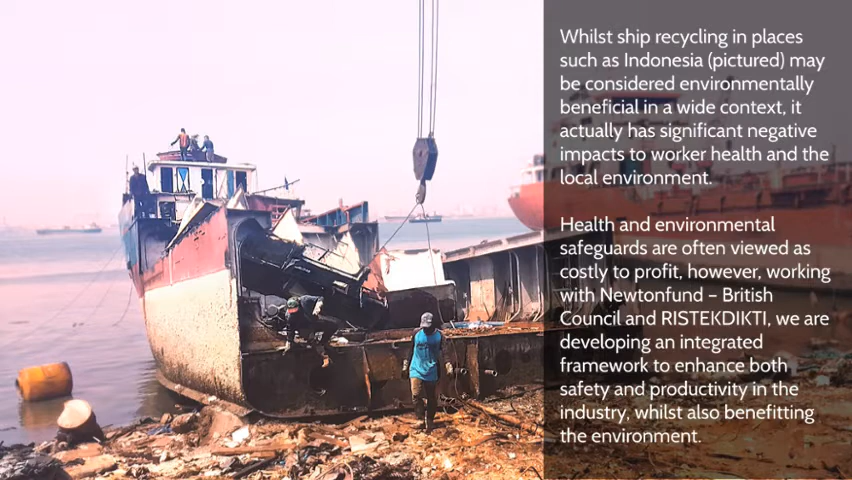 Whilst ship recycling in places
such as Indonesia (pictured) may
be considered environmentally
beneficial in a wide context, it
actually has significant negative
impacts to worker health and the
local environment.
Health and environmental
safeguards are often viewed as
costly to profit, however, working
with Newtonfund – British
Council and RISTEKDIKTI, we are
developing an integrated
framework to enhance both
safety and productivity in the
industry, whilst also benefitting
the environment.